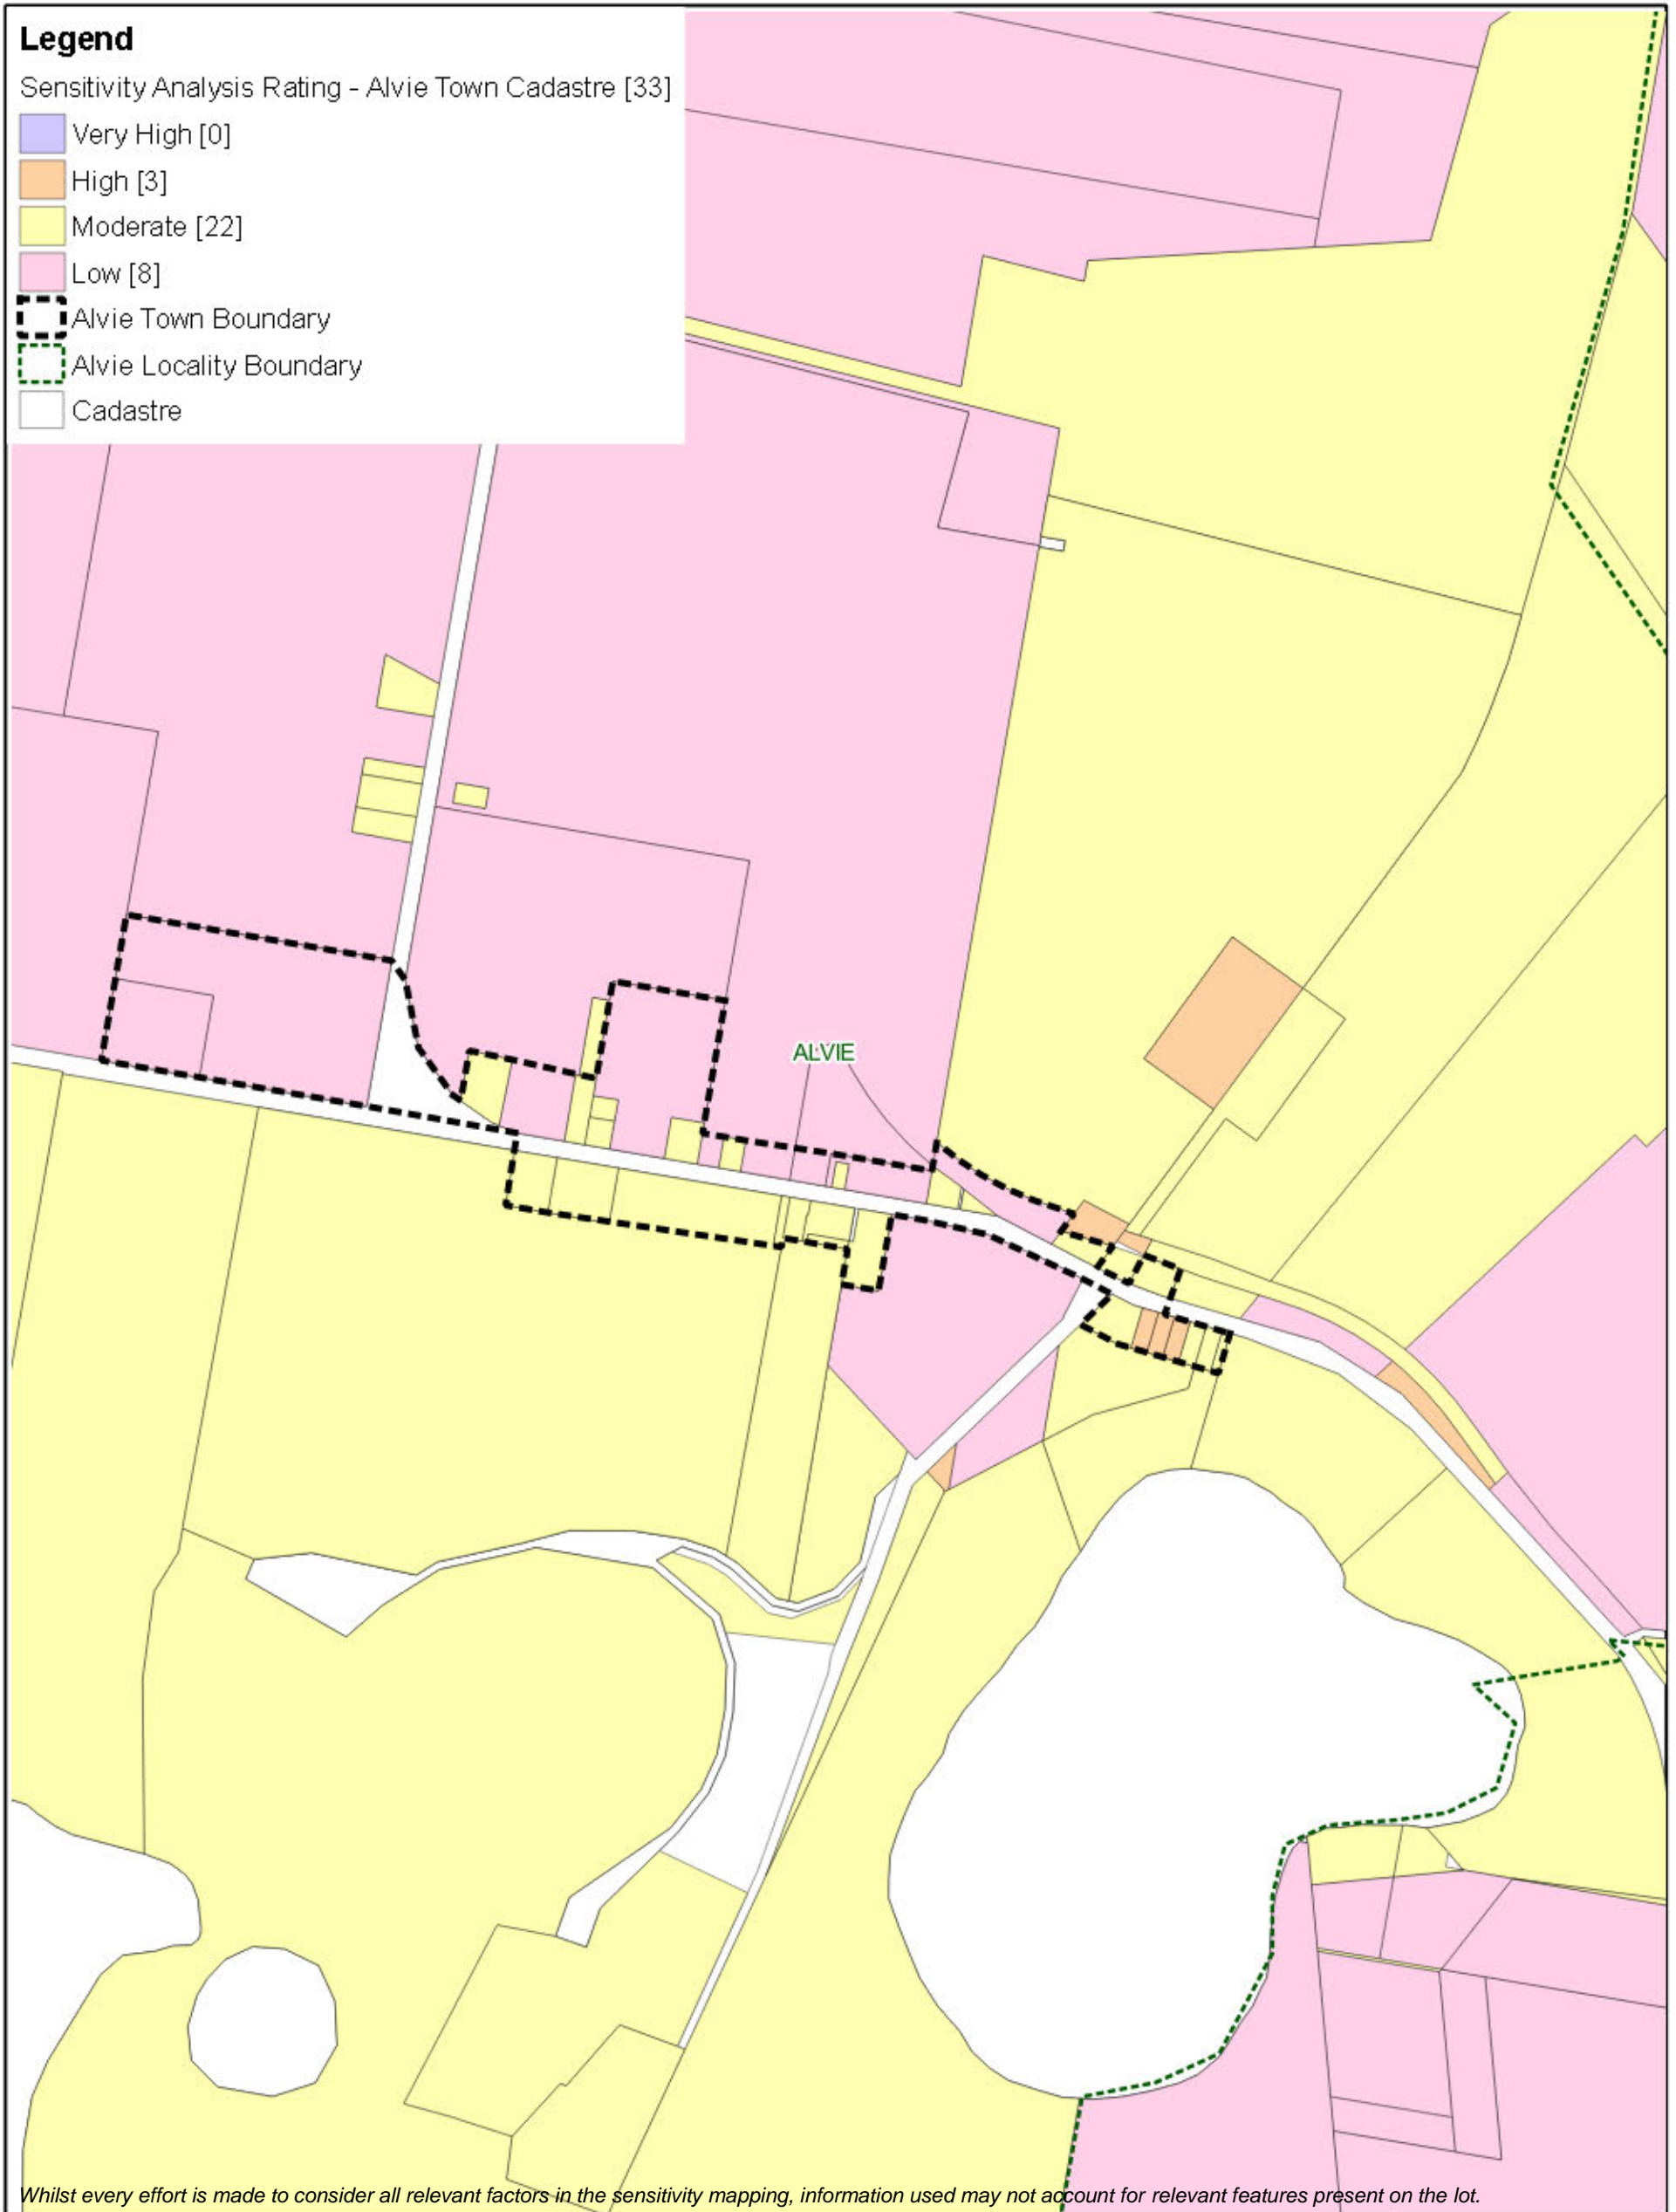 Legend
Sensitivity Analysis Rating - Alvie Town Cadastre [33]
Very High [0]
High [3]
Moderate [22]
Low [8]
Alvie Town Boundary
Alvie Locality Boundary
Cadastre
ALVIE
Whilst every effort is made to consider all relevant factors in the sensitivity mapping, information used may not account for relevant features present on the lot.